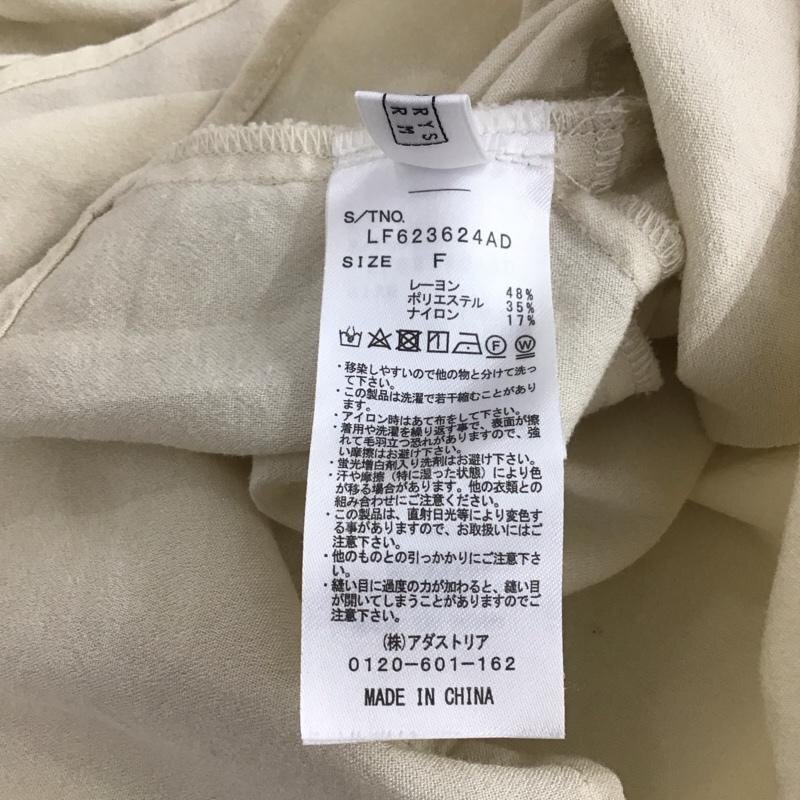 RYS
RM
S/TNO.
LF623624AD
SIZE F
レーヨン 48%
ポリエステル 35%
ナイロン 17%
F W
・移染しやすいので他の物と分けて洗っ
て下さい。
・この製品は洗濯で若干縮むことがあり
ます。
・アイロン時はあて布をして下さい。
・着用や洗濯を繰り返す事で、表面が擦
れて毛羽立つ恐れがありますので、強
い摩擦はお避け下さい。
・蛍光増白剤入り洗剤はお避け下さい。
・汗や摩擦（特に湿った状態）により色
が移る場合があります。他の衣類との
組み合わせにご注意ください。
・この製品は、直射日光等により変色す
る事がありますので、お取扱いにはご
注意下さい。
・他のものとの引っかかりにご注意下さ
い。
・縫い目に過度の力が加わると、縫い目
が開いてしまうことがありますのでご
注意下さい。
(株)アダストリア
0120-601-162
MADE IN CHINA